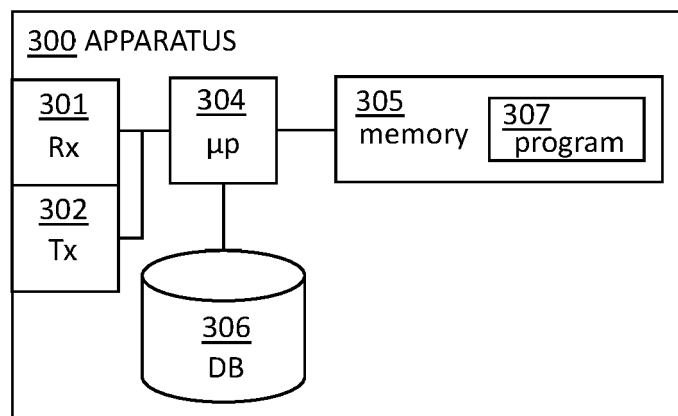 300 APPARATUS
301
Rx
302
Tx
304
µp
305
memory
307
program
306
DB